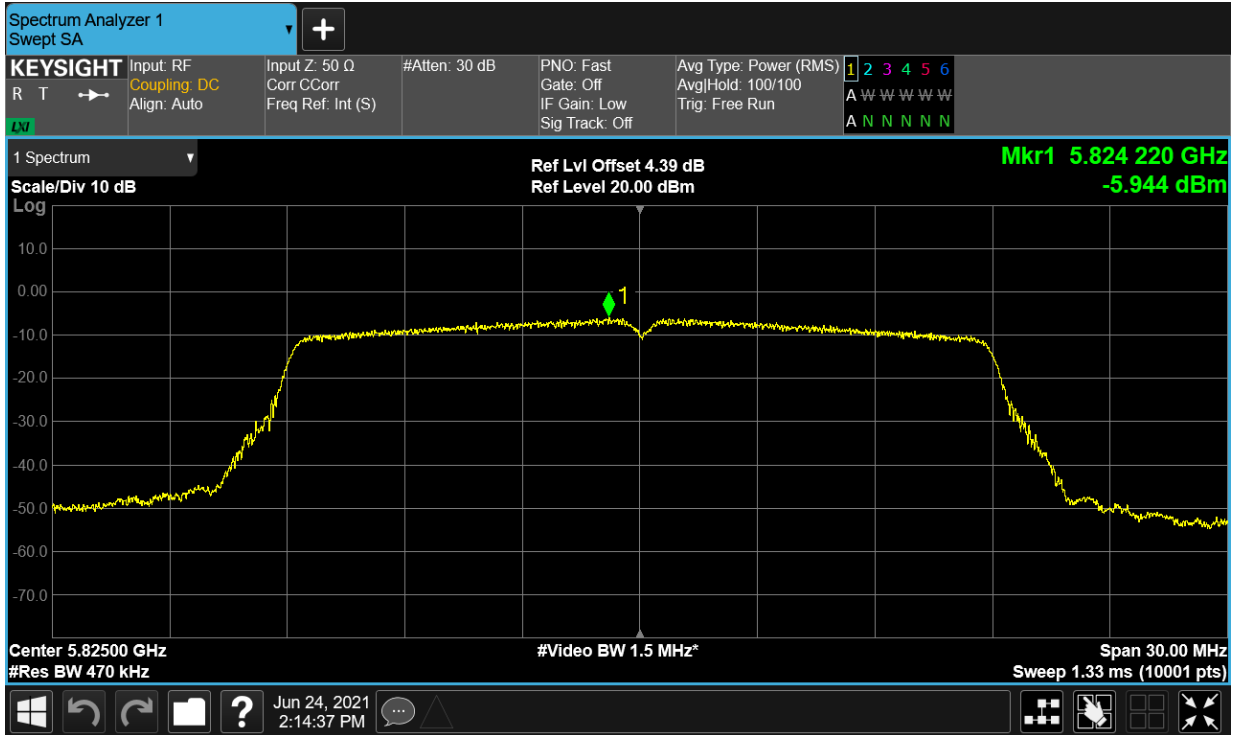 Spectrum Analyzer 1
Swept SA
+
KEYSIGHT
R T
LXI
Input: RF
Coupling: DC
Align: Auto
Input Z: 50 Ω
Corr CCorr
Freq Ref: Int (S)
#Atten: 30 dB
PNO: Fast
Gate: Off
IF Gain: Low
Sig Track: Off
Avg Type: Power (RMS)
Avg|Hold: 100/100
Trig: Free Run
1 2 3 4 5 6
A W W W W W
A N N N N N
1 Spectrum
Scale/Div 10 dB
Log
Ref Lvl Offset 4.39 dB
Ref Level 20.00 dBm
Mkr1 5.824 220 GHz
-5.944 dBm
10.0
0.00
-10.0
-20.0
-30.0
-40.0
-50.0
-60.0
-70.0
1
Center 5.82500 GHz
#Res BW 470 kHz
#Video BW 1.5 MHz*
Span 30.00 MHz
Sweep 1.33 ms (10001 pts)
?
Jun 24, 2021
2:14:37 PM